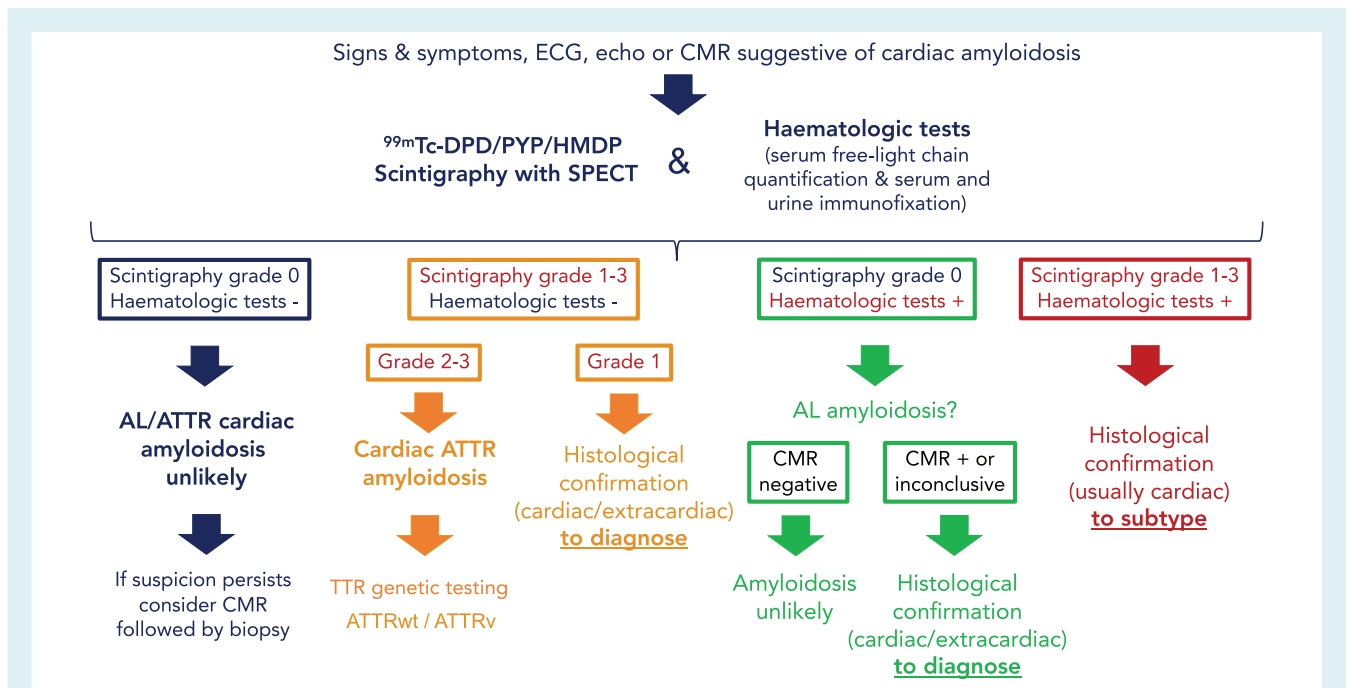 Signs & symptoms, ECG, echo or CMR suggestive of cardiac amyloidosis
99mTc-DPD/PYP/HMDP
Scintigraphy with SPECT
&
Haematologic tests
(serum free-light chain
quantification & serum and
urine immunofixation)
Scintigraphy grade 0
Haematologic tests -
Scintigraphy grade 1-3
Haematologic tests -
Scintigraphy grade 0
Haematologic tests +
Scintigraphy grade 1-3
Haematologic tests +
AL/ATTR cardiac
amyloidosis
unlikely
If suspicion persists
consider CMR
followed by biopsy
Grade 2-3
Cardiac ATTR
amyloidosis
TTR genetic testing
ATTRwt / ATTRv
Grade 1
Histological
confirmation
(cardiac/extracardiac)
to diagnose
AL amyloidosis?
CMR
negative
Amyloidosis
unlikely
CMR + or
inconclusive
Histological
confirmation
(cardiac/extracardiac)
to diagnose
Histological
confirmation
(usually cardiac)
to subtype